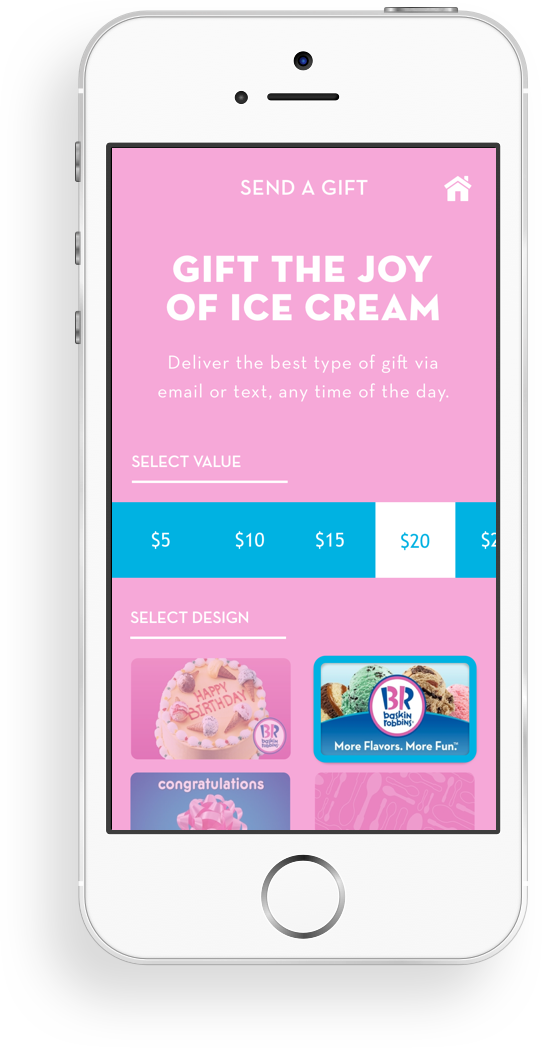 SEND A GIFT
GIFT THE JOY
OF ICE CREAM
Deliver the best type of gift via
email or text, any time of the day.
SELECT VALUE
$5 $10 $15 $20 $2
SELECT DESIGN
HAPPY
BIRTHDAY
BR
baskin
robbins
BR
baskin
robbins
More Flavors. More Fun.™
congratulations